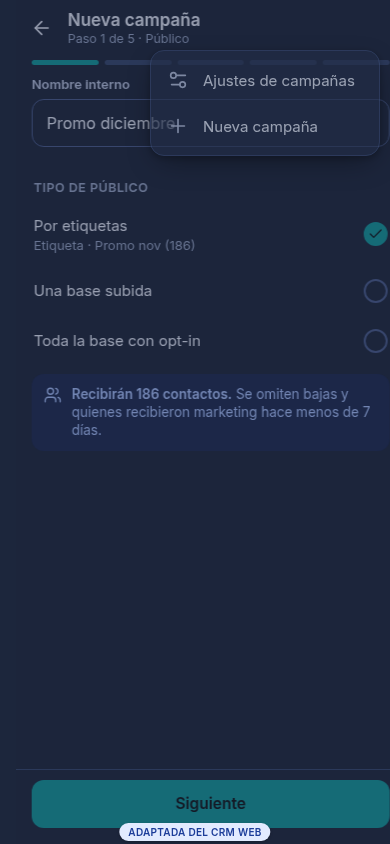 Nueva campaña
Paso 1 de 5 · Público
Ajustes de campañas
Nombre interno
Promo diciembre
Nueva campaña
TIPO DE PÚBLICO
Por etiquetas
Etiqueta · Promo nov (186)
Una base subida
Toda la base con opt-in
Recibirán 186 contactos. Se omiten bajas y
quienes recibieron marketing hace menos de 7
días.
Siguiente
ADAPTADA DEL CRM WEB